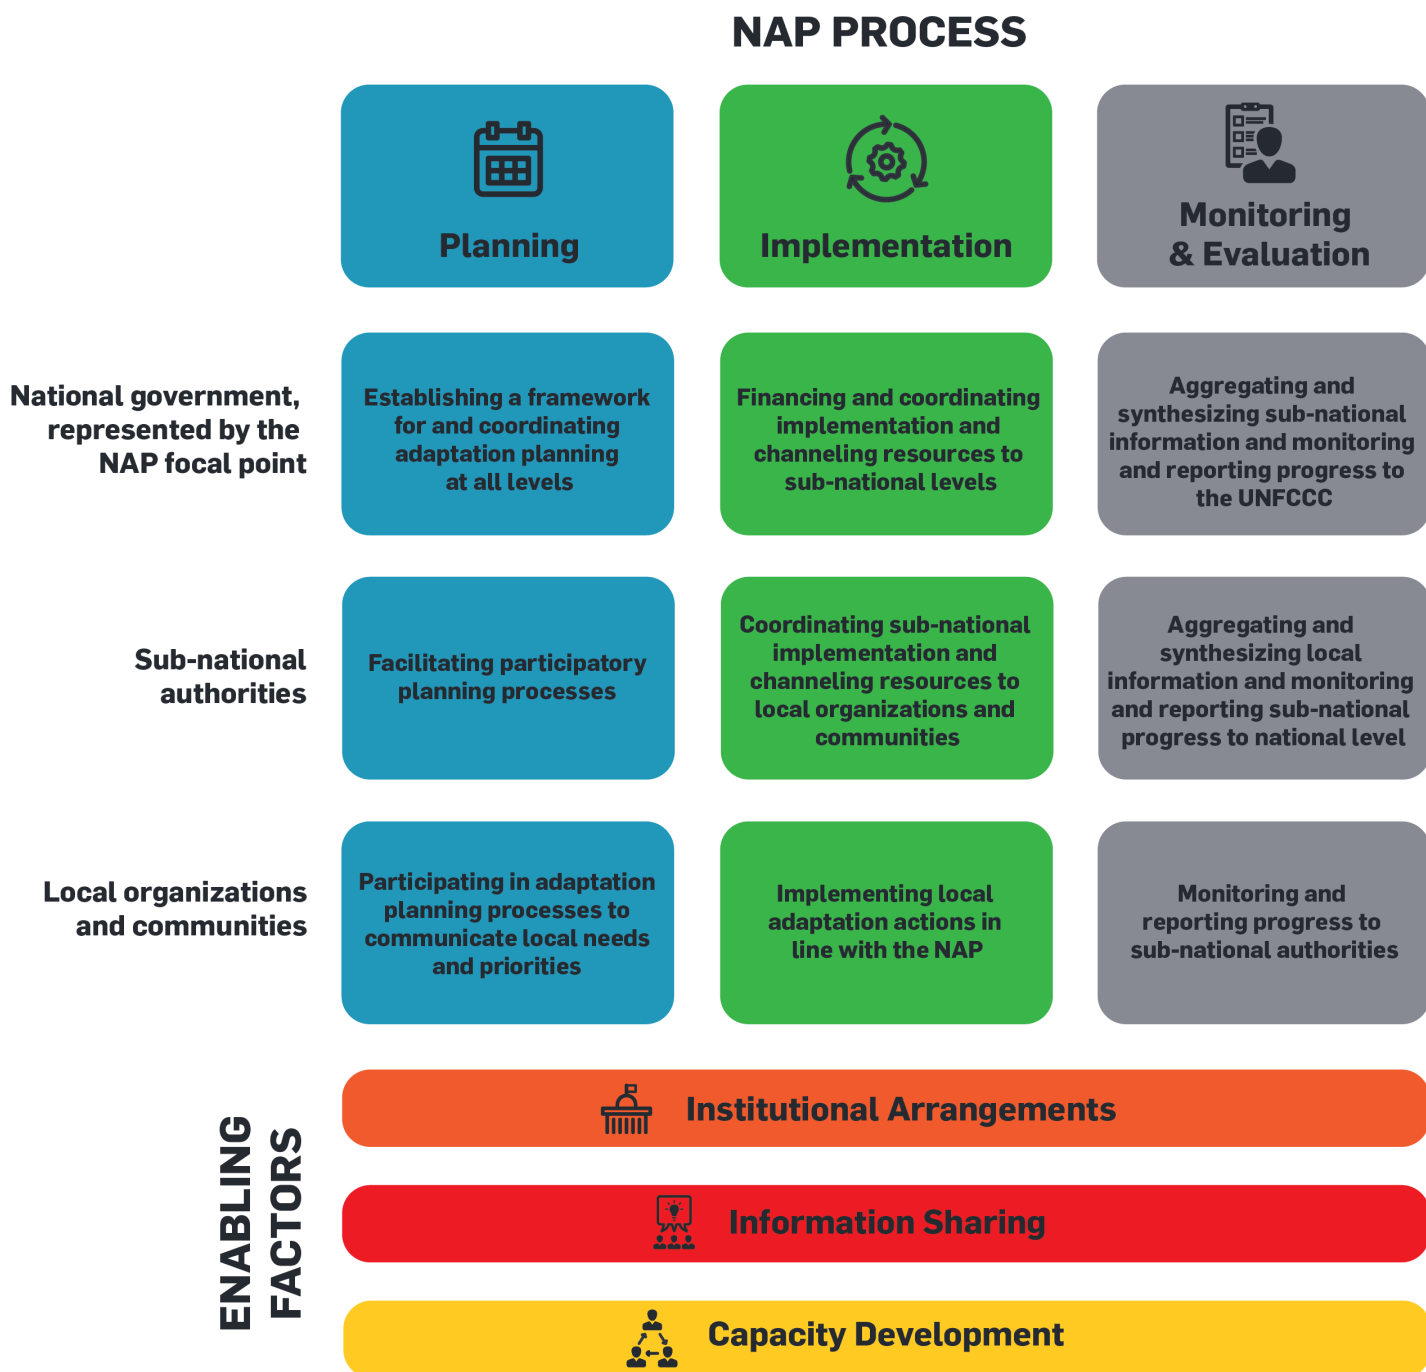 NAP PROCESS
Planning
Implementation
Monitoring
& Evaluation
National government,
represented by the
NAP focal point
Establishing a framework
for and coordinating
adaptation planning
at all levels
Financing and coordinating
implementation and
channeling resources to
sub-national levels
Aggregating and
synthesizing sub-national
information and monitoring
and reporting progress to
the UNFCCC
Sub-national
authorities
Facilitating participatory
planning processes
Coordinating sub-national
implementation and
channeling resources to
local organizations and
communities
Aggregating and
synthesizing local
information and monitoring
and reporting sub-national
progress to national level
Local organizations
and communities
Participating in adaptation
planning processes to
communicate local needs
and priorities
Implementing local
adaptation actions in
line with the NAP
Monitoring and
reporting progress to
sub-national authorities
ENABLING
FACTORS
Institutional Arrangements
Information Sharing
Capacity Development